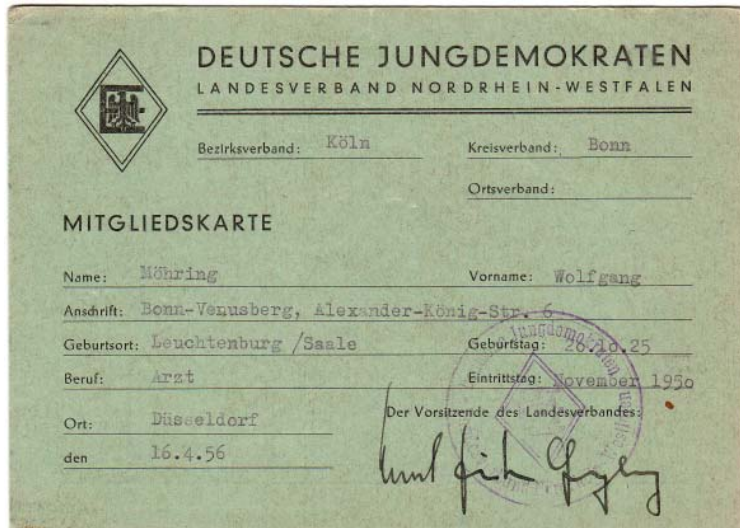 DEUTSCHE JUNGDEMOKRATEN
LANDESVERBAND NORDRHEIN-WESTFALEN
Bezirksverband: Köln Kreisverband: Bonn
Ortsverband:
MITGLIEDSKARTE
Name: Möhring Vorname: Wolfgang
Anschrift: Bonn-Venusberg, Alexander-König-Str. 6
Geburtsort: Leuchtenburg /Saale Geburtstag: 26.10.25
Beruf: Arzt Eintrittstag: November 1950
Ort: Düsseldorf Der Vorsitzende des Landesverbandes:
den 16.4.56
Jungdemokraten